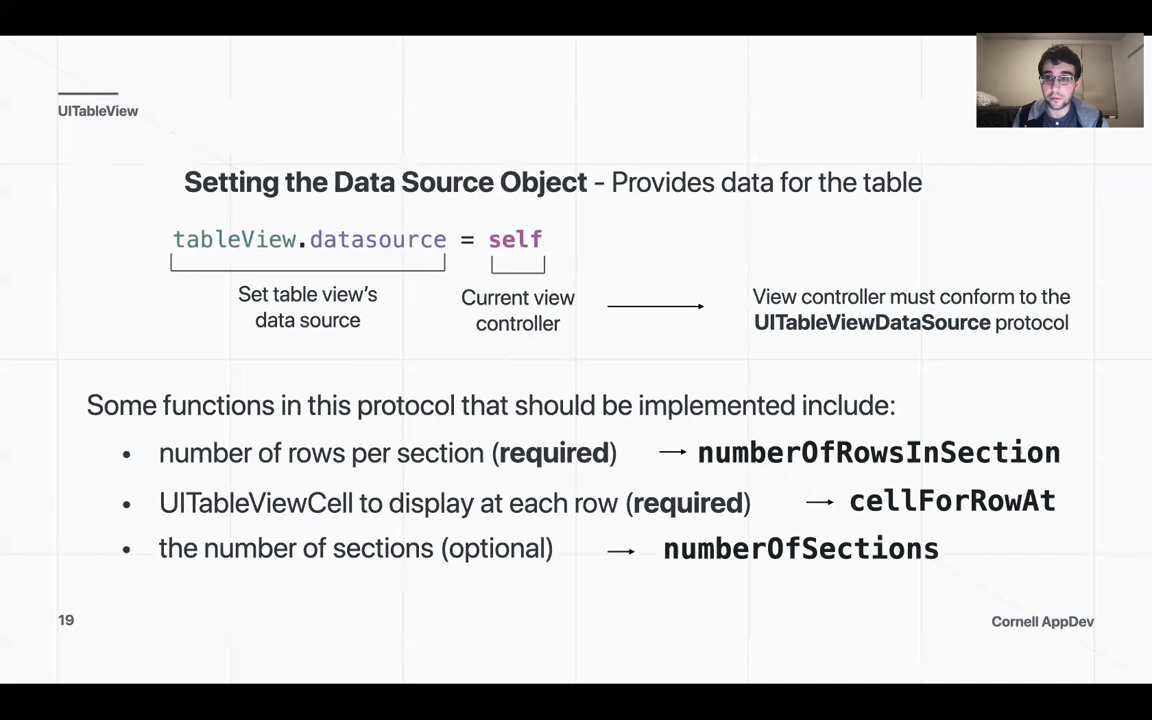 UITableView
Setting the Data Source Object - Provides data for the table
tableView.datasource = self
Set table view's
data source
Current view
controller
View controller must conform to the
UITableViewDataSource protocol
Some functions in this protocol that should be implemented include:
• number of rows per section (required) → numberOfRowsInSection
• UITableViewCell to display at each row (required) → cellForRowAt
• the number of sections (optional) → numberOfSections
19
Cornell AppDev